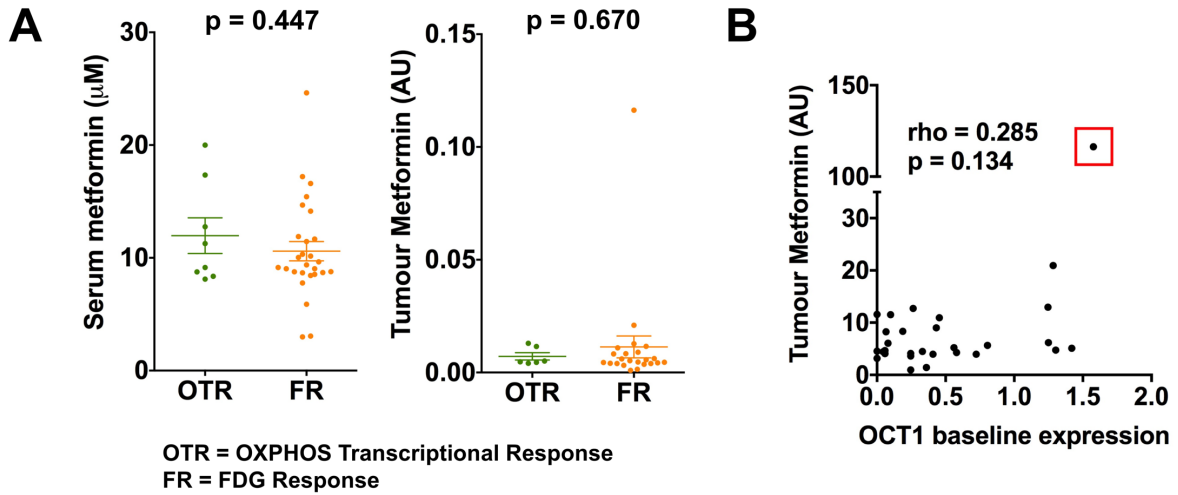 A
p = 0.447
Serum metformin (μM)
30
20
10
0
OTR
FR
p = 0.670
Tumour Metformin (AU)
0.15
0.10
0.05
0.00
OTR
FR
OTR = OXPHOS Transcriptional Response
FR = FDG Response
B
Tumour Metformin (AU)
150
100
30
20
10
0
rho = 0.285
p = 0.134
0.0
0.5
1.0
1.5
2.0
OCT1 baseline expression